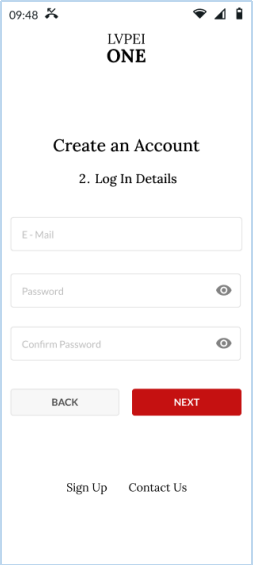 09:48
LVPEI
ONE
Create an Account
2. Log In Details
E - Mail
Password
Confirm Password
BACK NEXT
Sign Up Contact Us